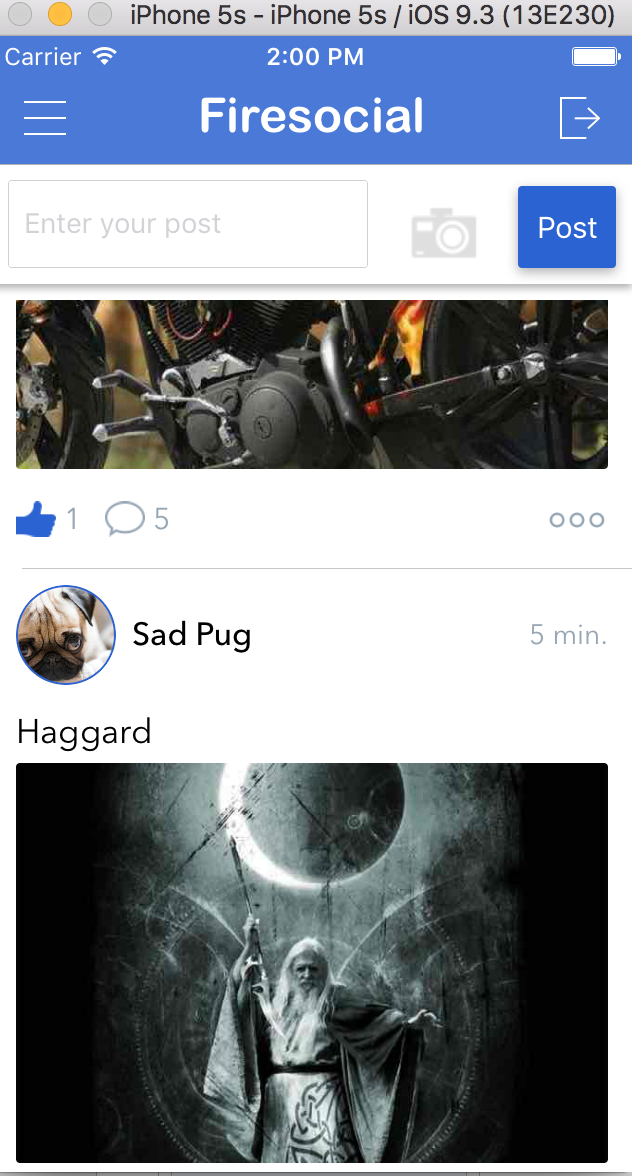 iPhone 5s - iPhone 5s / iOS 9.3 (13E230)
Carrier 2:00 PM
Firesocial
Enter your post Post
1 5
Sad Pug 5 min.
Haggard